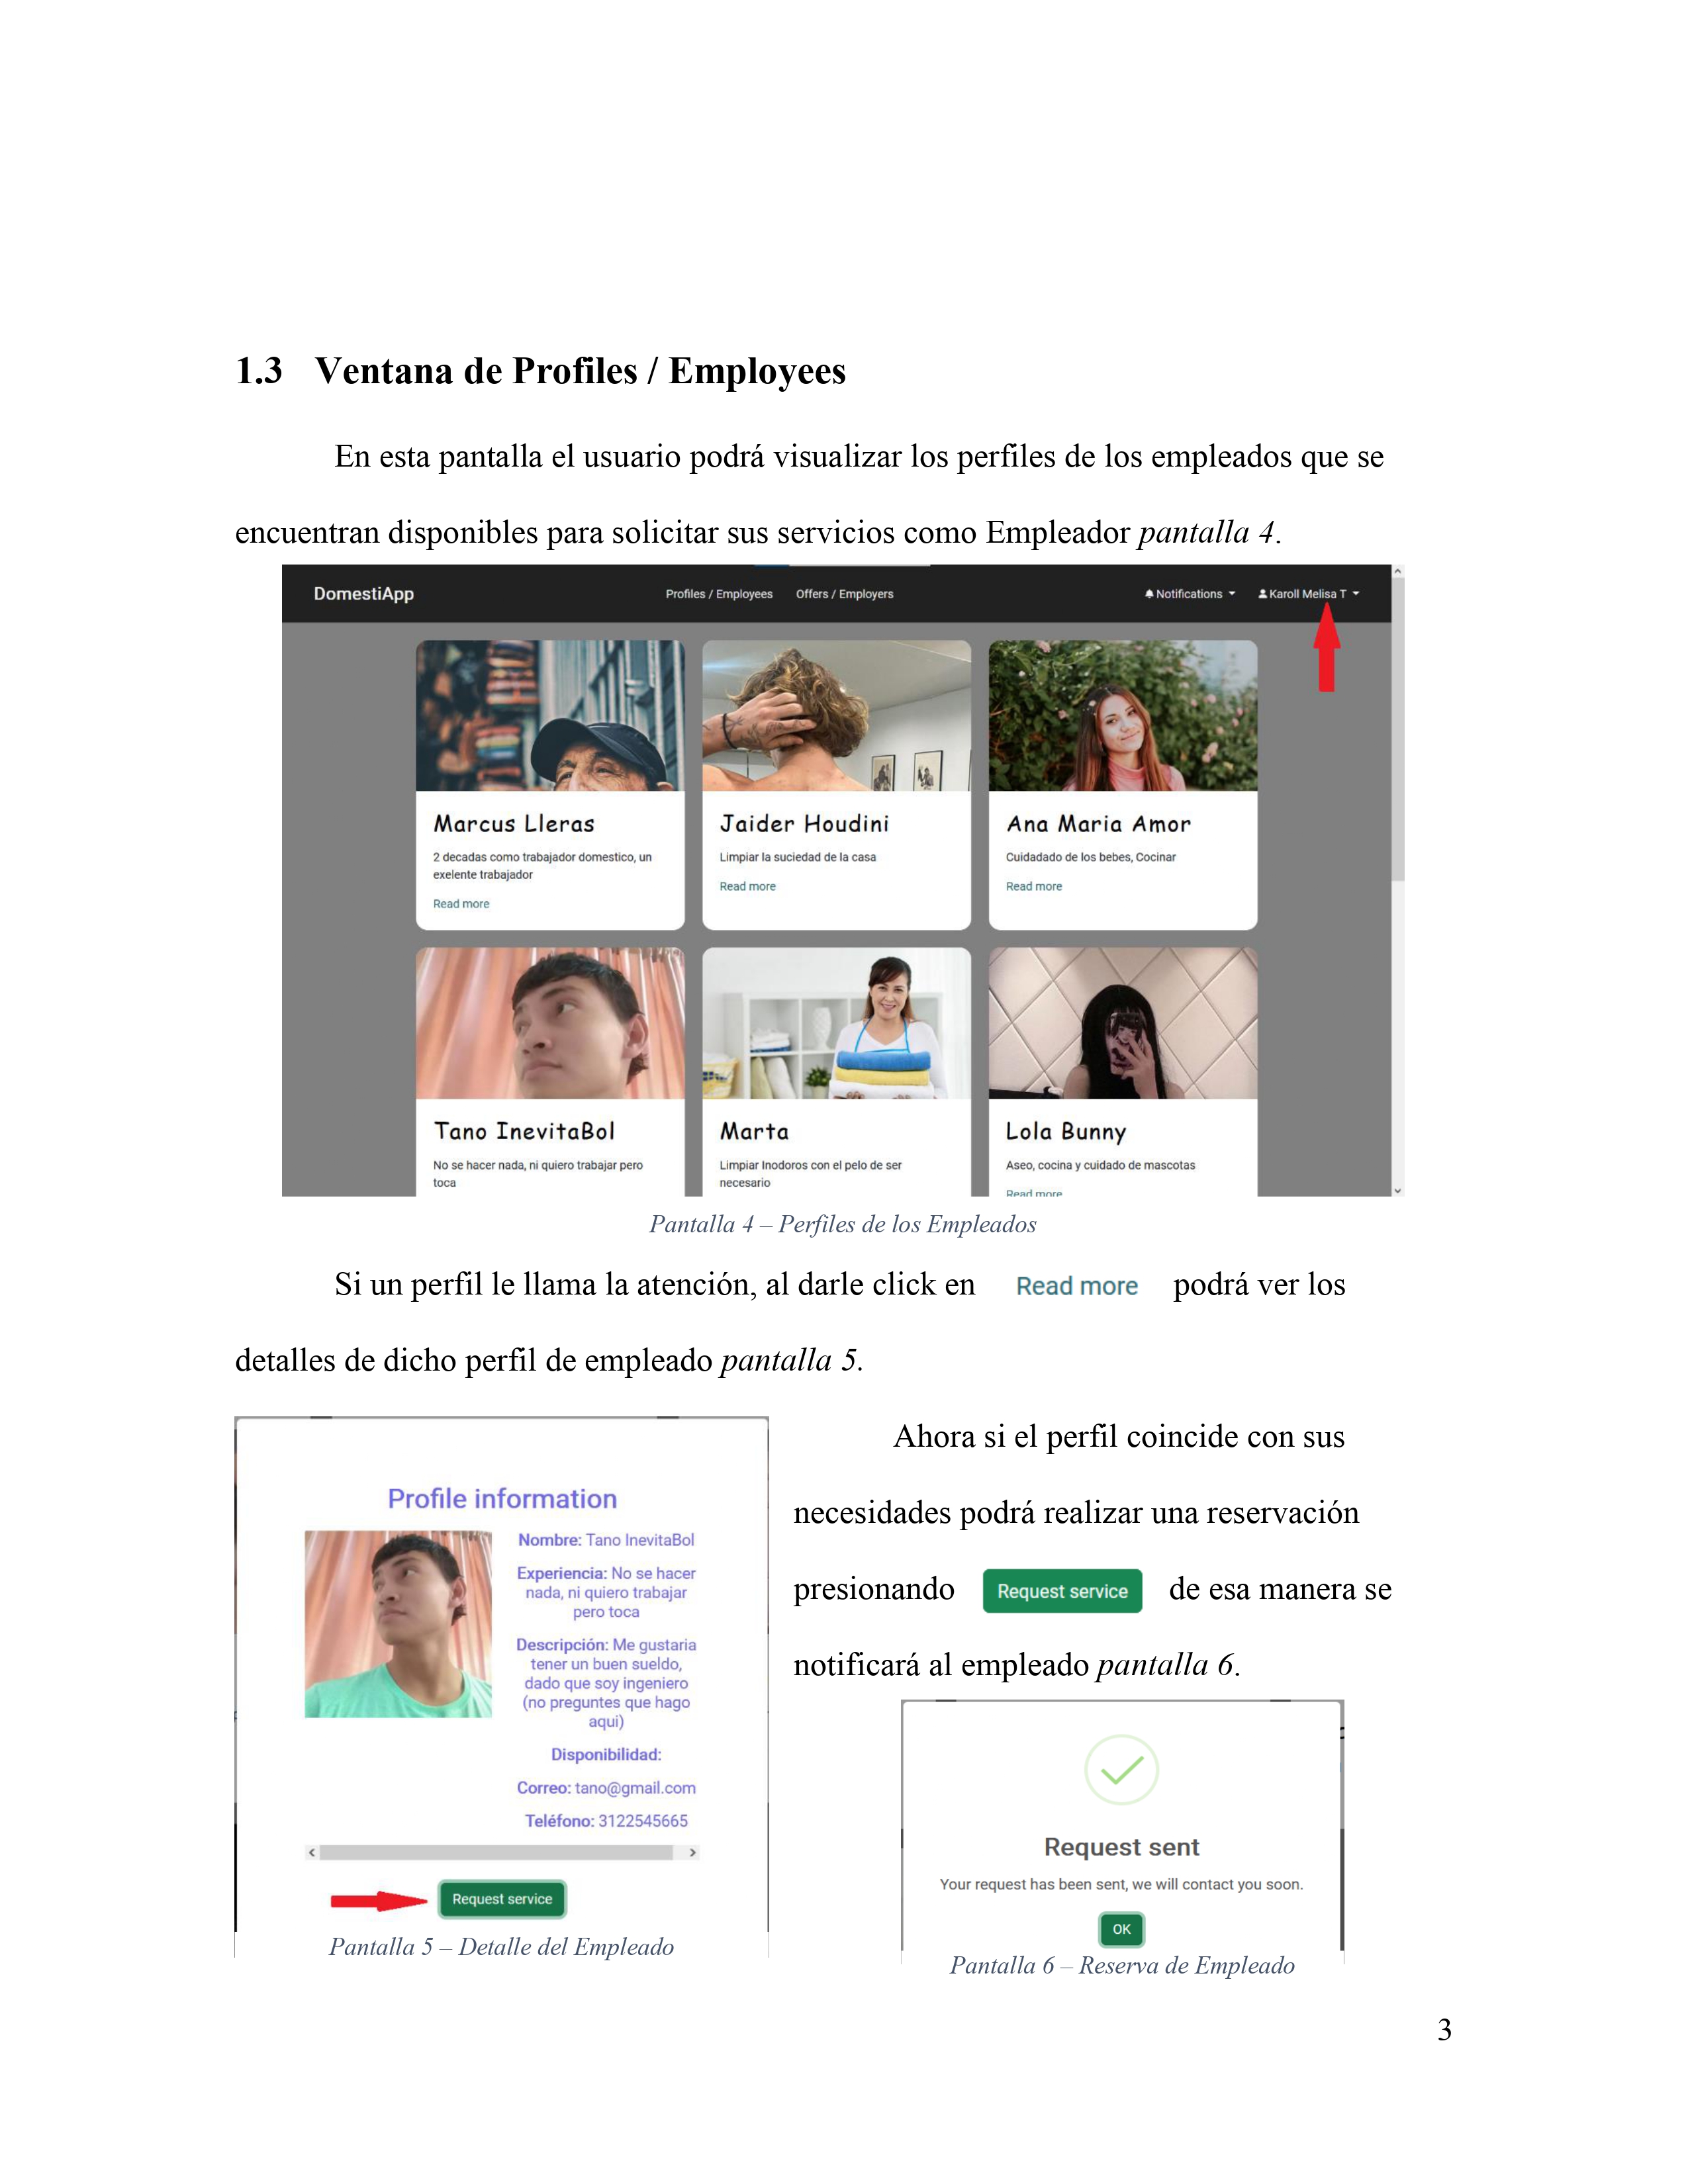 1.3 Ventana de Profiles / Employees
En esta pantalla el usuario podrá visualizar los perfiles de los empleados que se
encuentran disponibles para solicitar sus servicios como Empleador pantalla 4.
DomestiApp
Profiles / Employees
Offers / Employers
Notifications
Karoll Melisa T
Marcus Lleras
2 decadas como trabajador domestico, un
exelente trabajador
Read more
Jaider Houdini
Limpiar la suciedad de la casa
Read more
Ana Maria Amor
Cuidadado de los bebes, Cocinar
Read more
Tano InevitaBol
No se hacer nada, ni quiero trabajar pero
toca
Marta
Limpiar Inodoros con el pelo de ser
necesario
Lola Bunny
Aseo, cocina y cuidado de mascotas
Read more
Pantalla 4 – Perfiles de los Empleados
Si un perfil le llama la atención, al darle click en Read more podrá ver los
detalles de dicho perfil de empleado pantalla 5.
Profile information
Nombre: Tano InevitaBol
Experiencia: No se hacer
nada, ni quiero trabajar
pero toca
Descripción: Me gustaria
tener un buen sueldo,
dado que soy ingeniero
(no preguntes que hago
aqui)
Disponibilidad:
Correo: tano@gmail.com
Teléfono: 3122545665
Request service
Pantalla 5 – Detalle del Empleado
Ahora si el perfil coincide con sus
necesidades podrá realizar una reservación
presionando Request service de esa manera se
notificará al empleado pantalla 6.
Request sent
Your request has been sent, we will contact you soon.
OK
Pantalla 6 – Reserva de Empleado
3